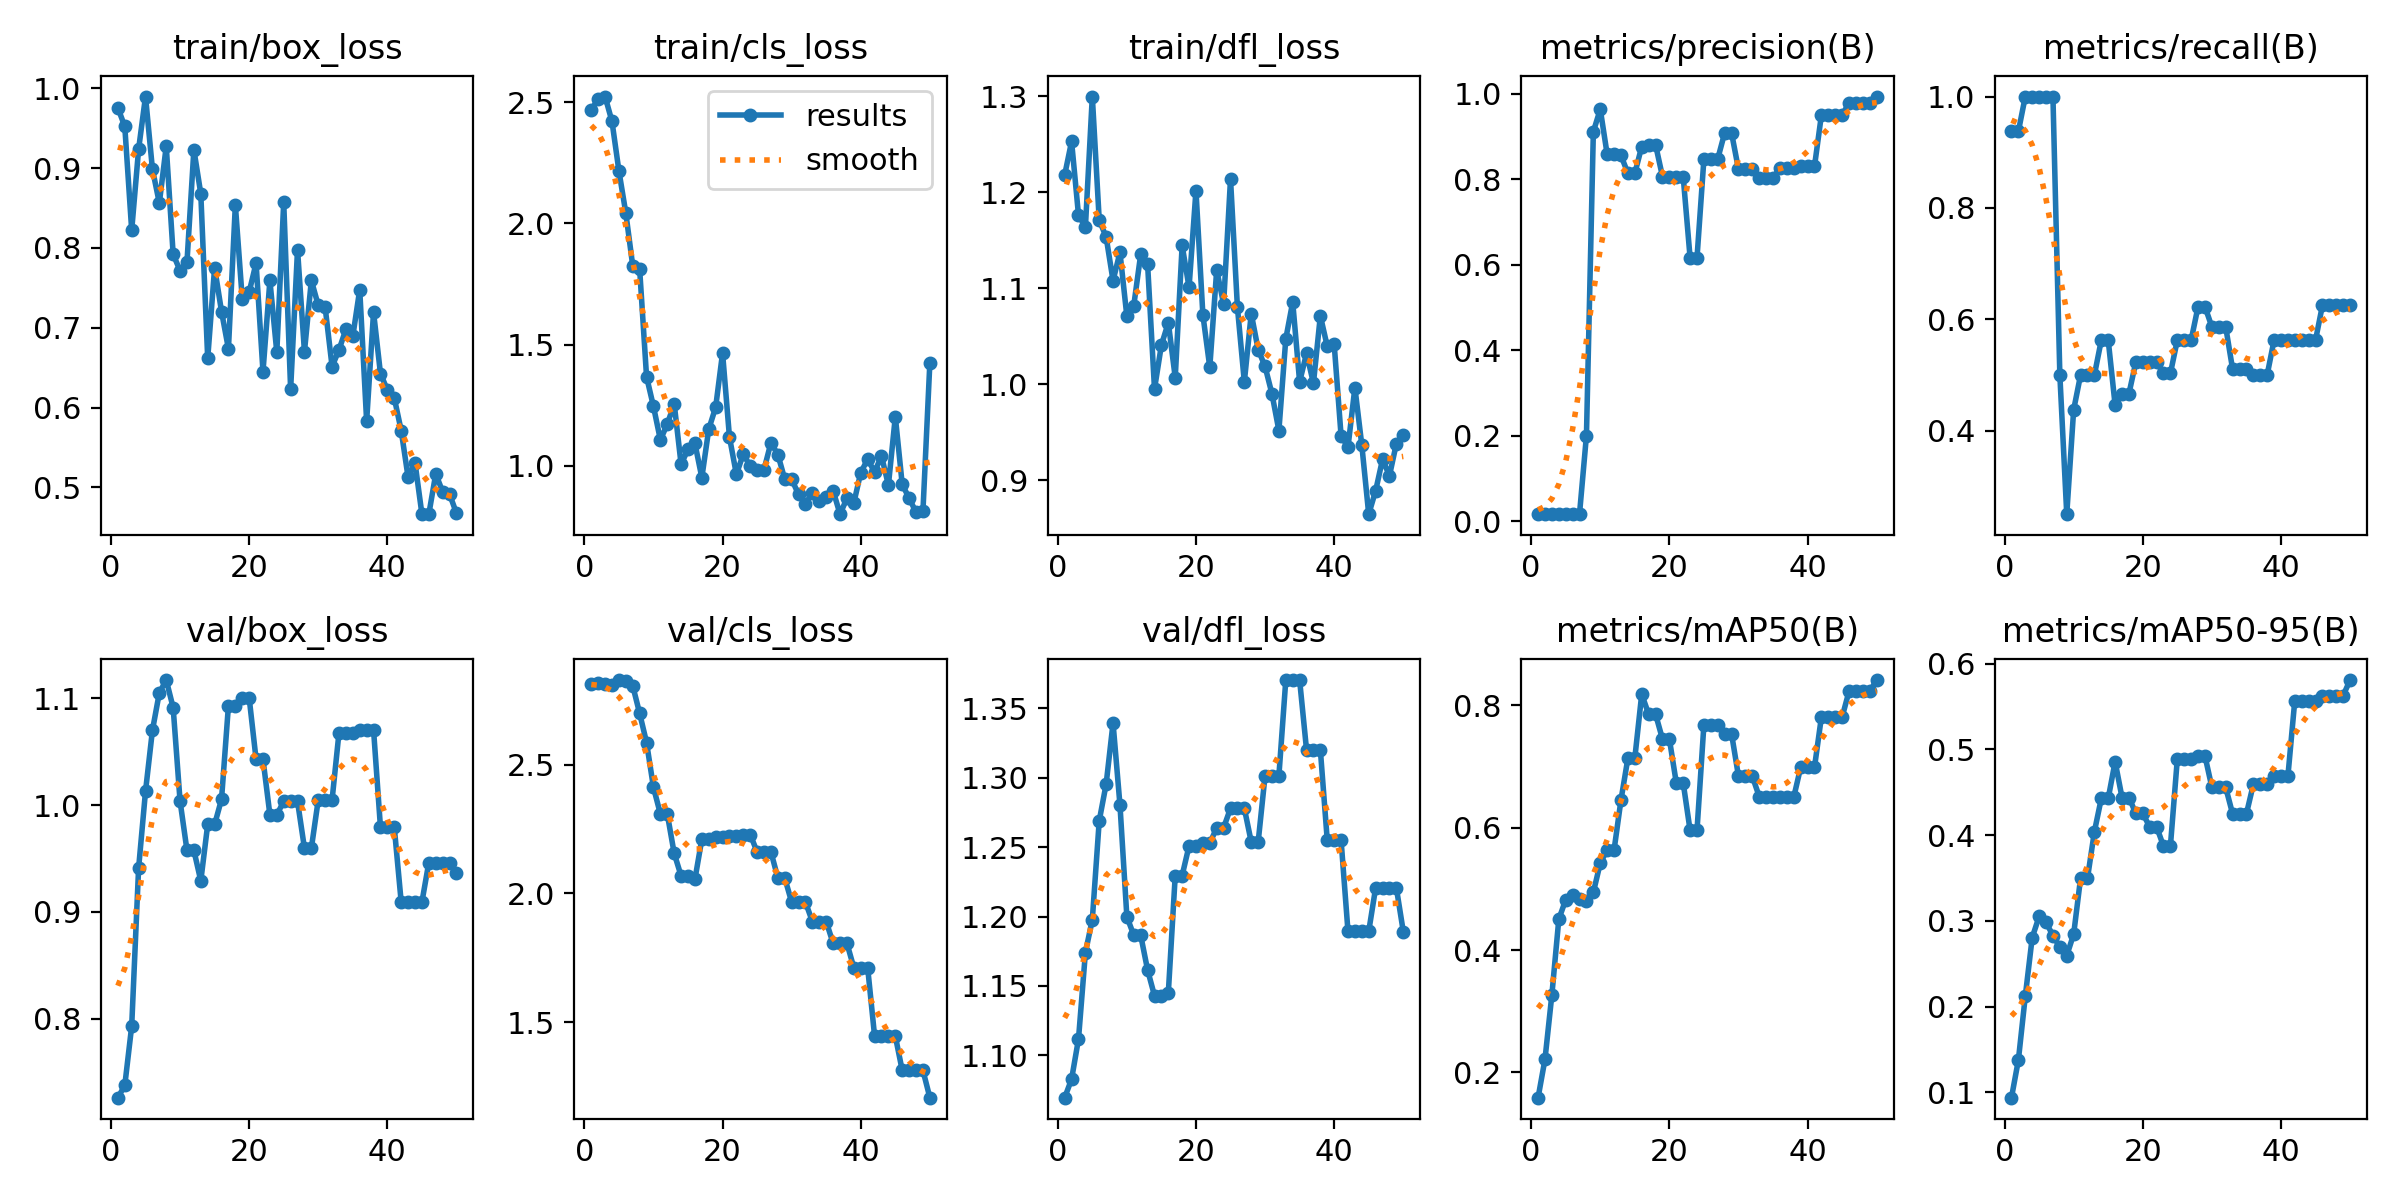 train/box_loss
1.0
0.9
0.8
0.7
0.6
0.5
0 20 40
train/cls_loss
results
smooth
2.5
2.0
1.5
1.0
0 20 40
train/dfl_loss
1.3
1.2
1.1
1.0
0.9
0 20 40
metrics/precision(B)
1.0
0.8
0.6
0.4
0.2
0.0
0 20 40
metrics/recall(B)
1.0
0.8
0.6
0.4
0 20 40
val/box_loss
1.1
1.0
0.9
0.8
0 20 40
val/cls_loss
2.5
2.0
1.5
0 20 40
val/dfl_loss
1.35
1.30
1.25
1.20
1.15
1.10
0 20 40
metrics/mAP50(B)
0.8
0.6
0.4
0.2
0 20 40
metrics/mAP50-95(B)
0.6
0.5
0.4
0.3
0.2
0.1
0 20 40